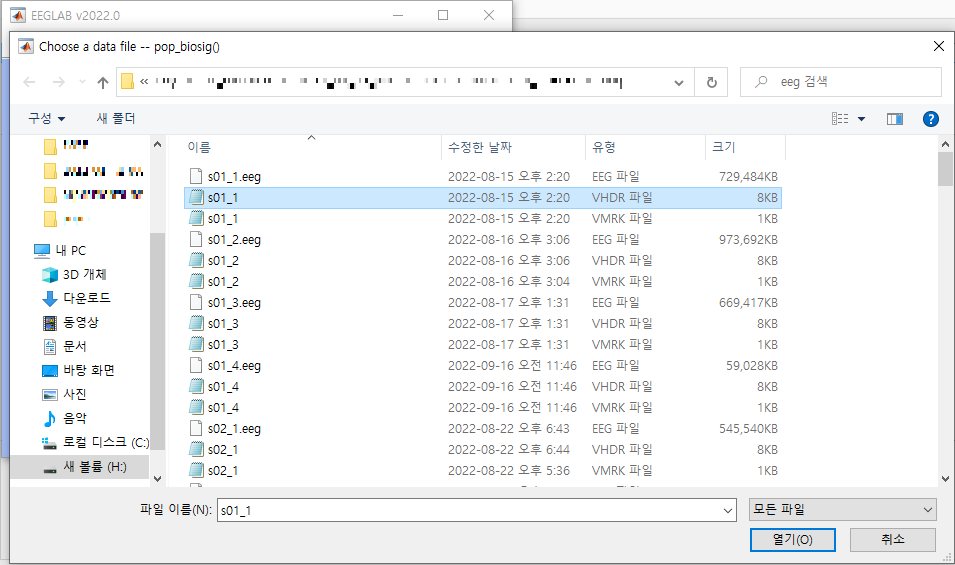 EEGLAB v2022.0
Choose a data file -- pop_biosig()
eeg 검색
구성
새 폴더
이름 수정한 날짜 유형 크기
s01_1.eeg 2022-08-15 오후 2:20 EEG 파일 729,484KB
s01_1 2022-08-15 오후 2:20 VHDR 파일 8KB
s01_1 2022-08-15 오후 2:20 VMRK 파일 1KB
s01_2.eeg 2022-08-16 오후 3:06 EEG 파일 973,692KB
s01_2 2022-08-16 오후 3:06 VHDR 파일 8KB
s01_2 2022-08-16 오후 3:04 VMRK 파일 1KB
s01_3.eeg 2022-08-17 오후 1:31 EEG 파일 669,417KB
s01_3 2022-08-17 오후 1:31 VHDR 파일 8KB
s01_3 2022-08-17 오후 1:31 VMRK 파일 1KB
s01_4.eeg 2022-09-16 오전 11:46 EEG 파일 59,028KB
s01_4 2022-09-16 오전 11:46 VHDR 파일 8KB
s01_4 2022-09-16 오전 11:46 VMRK 파일 1KB
s02_1.eeg 2022-08-22 오후 6:43 EEG 파일 545,540KB
s02_1 2022-08-22 오후 6:44 VHDR 파일 8KB
s02_1 2022-08-22 오후 5:36 VMRK 파일 1KB
내 PC
3D 개체
다운로드
동영상
문서
바탕 화면
사진
음악
로컬 디스크 (C:)
새 볼륨 (H:)
파일 이름(N): s01_1
모든 파일
열기(O)
취소